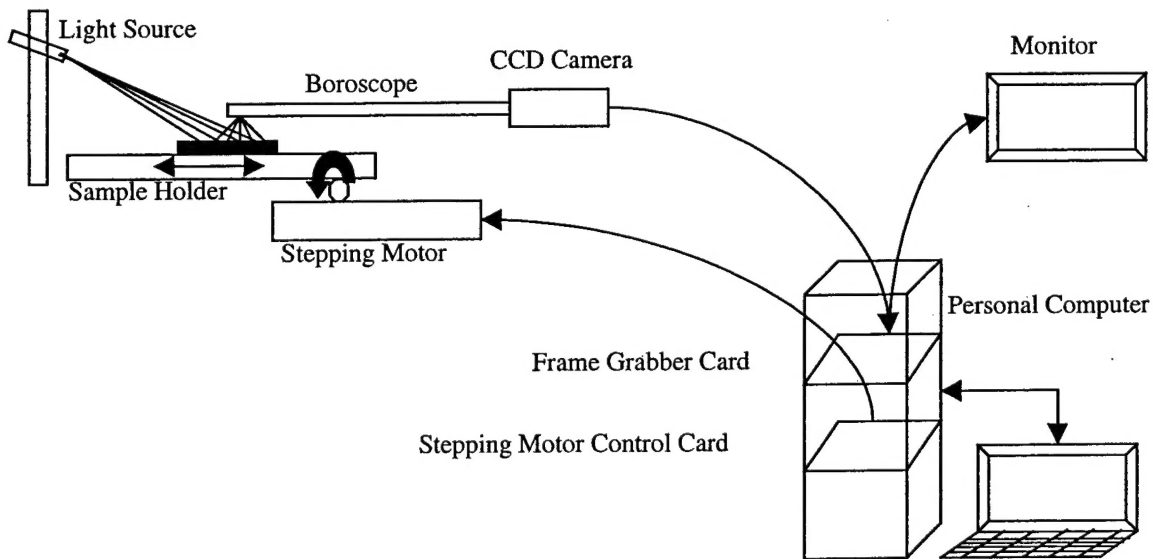 Light Source
CCD Camera
Monitor
Boroscope
Sample Holder
Stepping Motor
Personal Computer
Frame Grabber Card
Stepping Motor Control Card